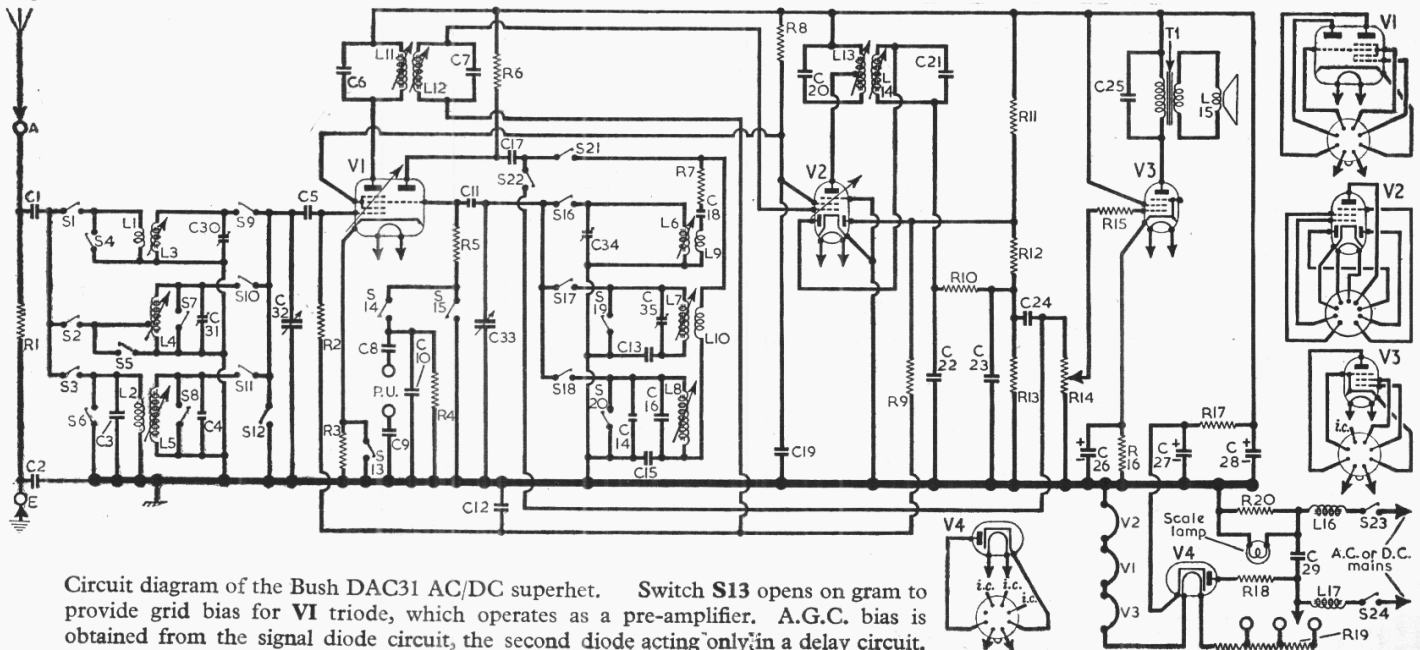 V1
C6
L11
L12
C7
R6
R8
C20
L13
L14
C21
R11
T1
C25
L15
A
V1
C17
S21
S22
R7
V2
V3
V2
C1
S1
S4
L1
L3
C30
S9
C5
C11
S16
C18
R15
S10
C34
L6
L9
R5
R12
R10
C24
S2
S7
C31
L4
S5
C32
S14
S15
S17
S19
C35
L7
L10
C13
V3
R1
R2
C8
C10
C33
C22
C23
R13
R14
S3
L2
S8
S11
P.U.
R4
S18
L8
C16
R9
R17
i.c.
S6
C3
L5
C4
S12
R3
S13
C9
S20
C14
C15
C19
C26
R16
C27
C28
C2
E
C12
R20
L16
S23
Scale lamp
C29
A.C. or D.C. mains
V2
V1
V3
V4
V4
R18
L17
S24
R19
i.c. i.c. i.c.
Circuit diagram of the Bush DAC31 AC/DC superhet. Switch S13 opens on gram to
provide grid bias for V1 triode, which operates as a pre-amplifier. A.G.C. bias is
obtained from the signal diode circuit, the second diode acting only in a delay circuit.